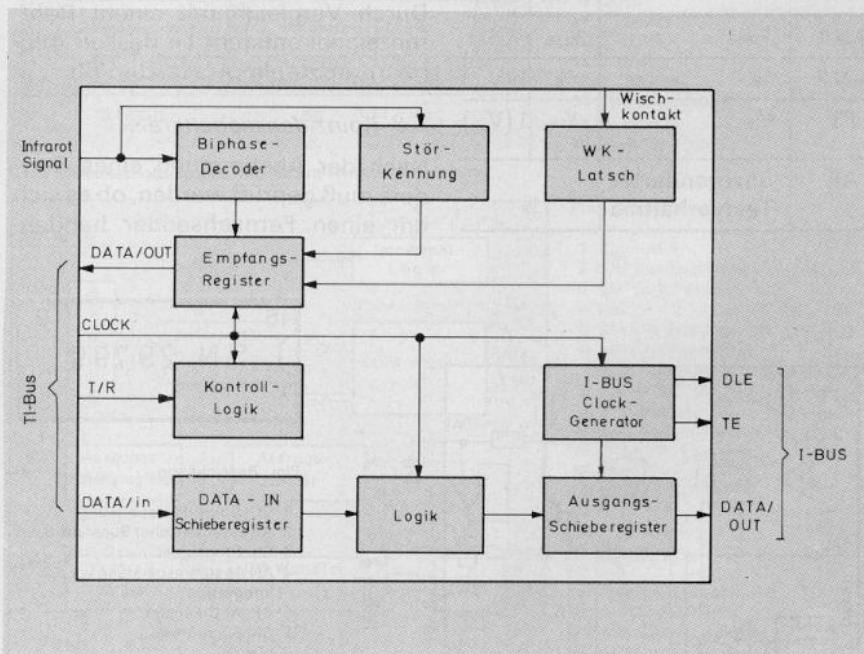 Wisch-
kontakt
Infrarot
Signal
Biphase-
Decoder
Stör-
Kennung
WK-
Latsch
DATA/OUT
Empfangs-
Register
CLOCK
TI-Bus
T/R
Kontroll-
Logik
I-BUS
Clock-
Generator
DLE
TE
I-BUS
DATA/in
DATA - IN
Schieberegister
Logik
Ausgangs-
Schieberegister
DATA/
OUT